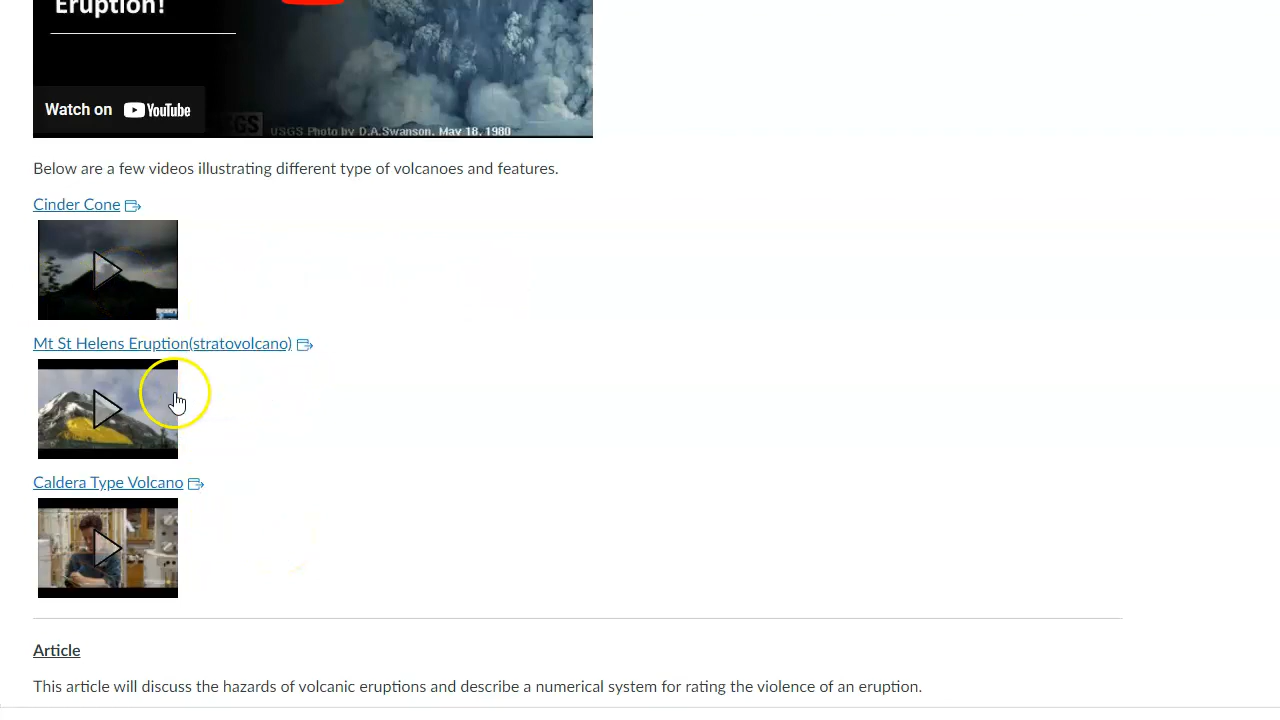 Eruption!
Watch on YouTube
USGS Photo by D.A.Swanson, May 18, 1980
Below are a few videos illustrating different type of volcanoes and features.
Cinder Cone
Mt St Helens Eruption(stratovolcano)
Caldera Type Volcano
Article
This article will discuss the hazards of volcanic eruptions and describe a numerical system for rating the violence of an eruption.